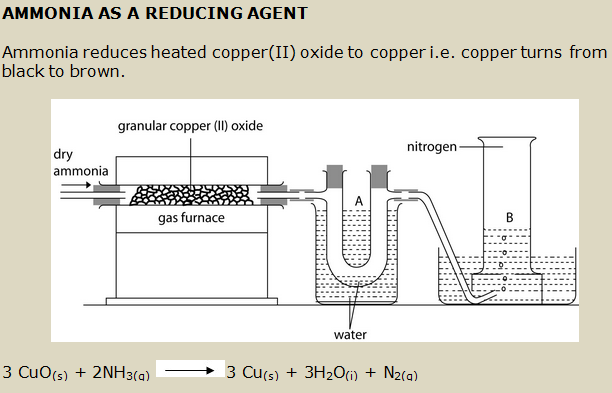 AMMONIA AS A REDUCING AGENT
Ammonia reduces heated copper(II) oxide to copper i.e. copper turns from
black to brown.
granular copper (II) oxide
dry
ammonia
nitrogen
A
B
gas furnace
water
3 CuO(s) + 2NH3(g) ⟶ 3 Cu(s) + 3H2O(i) + N2(g)